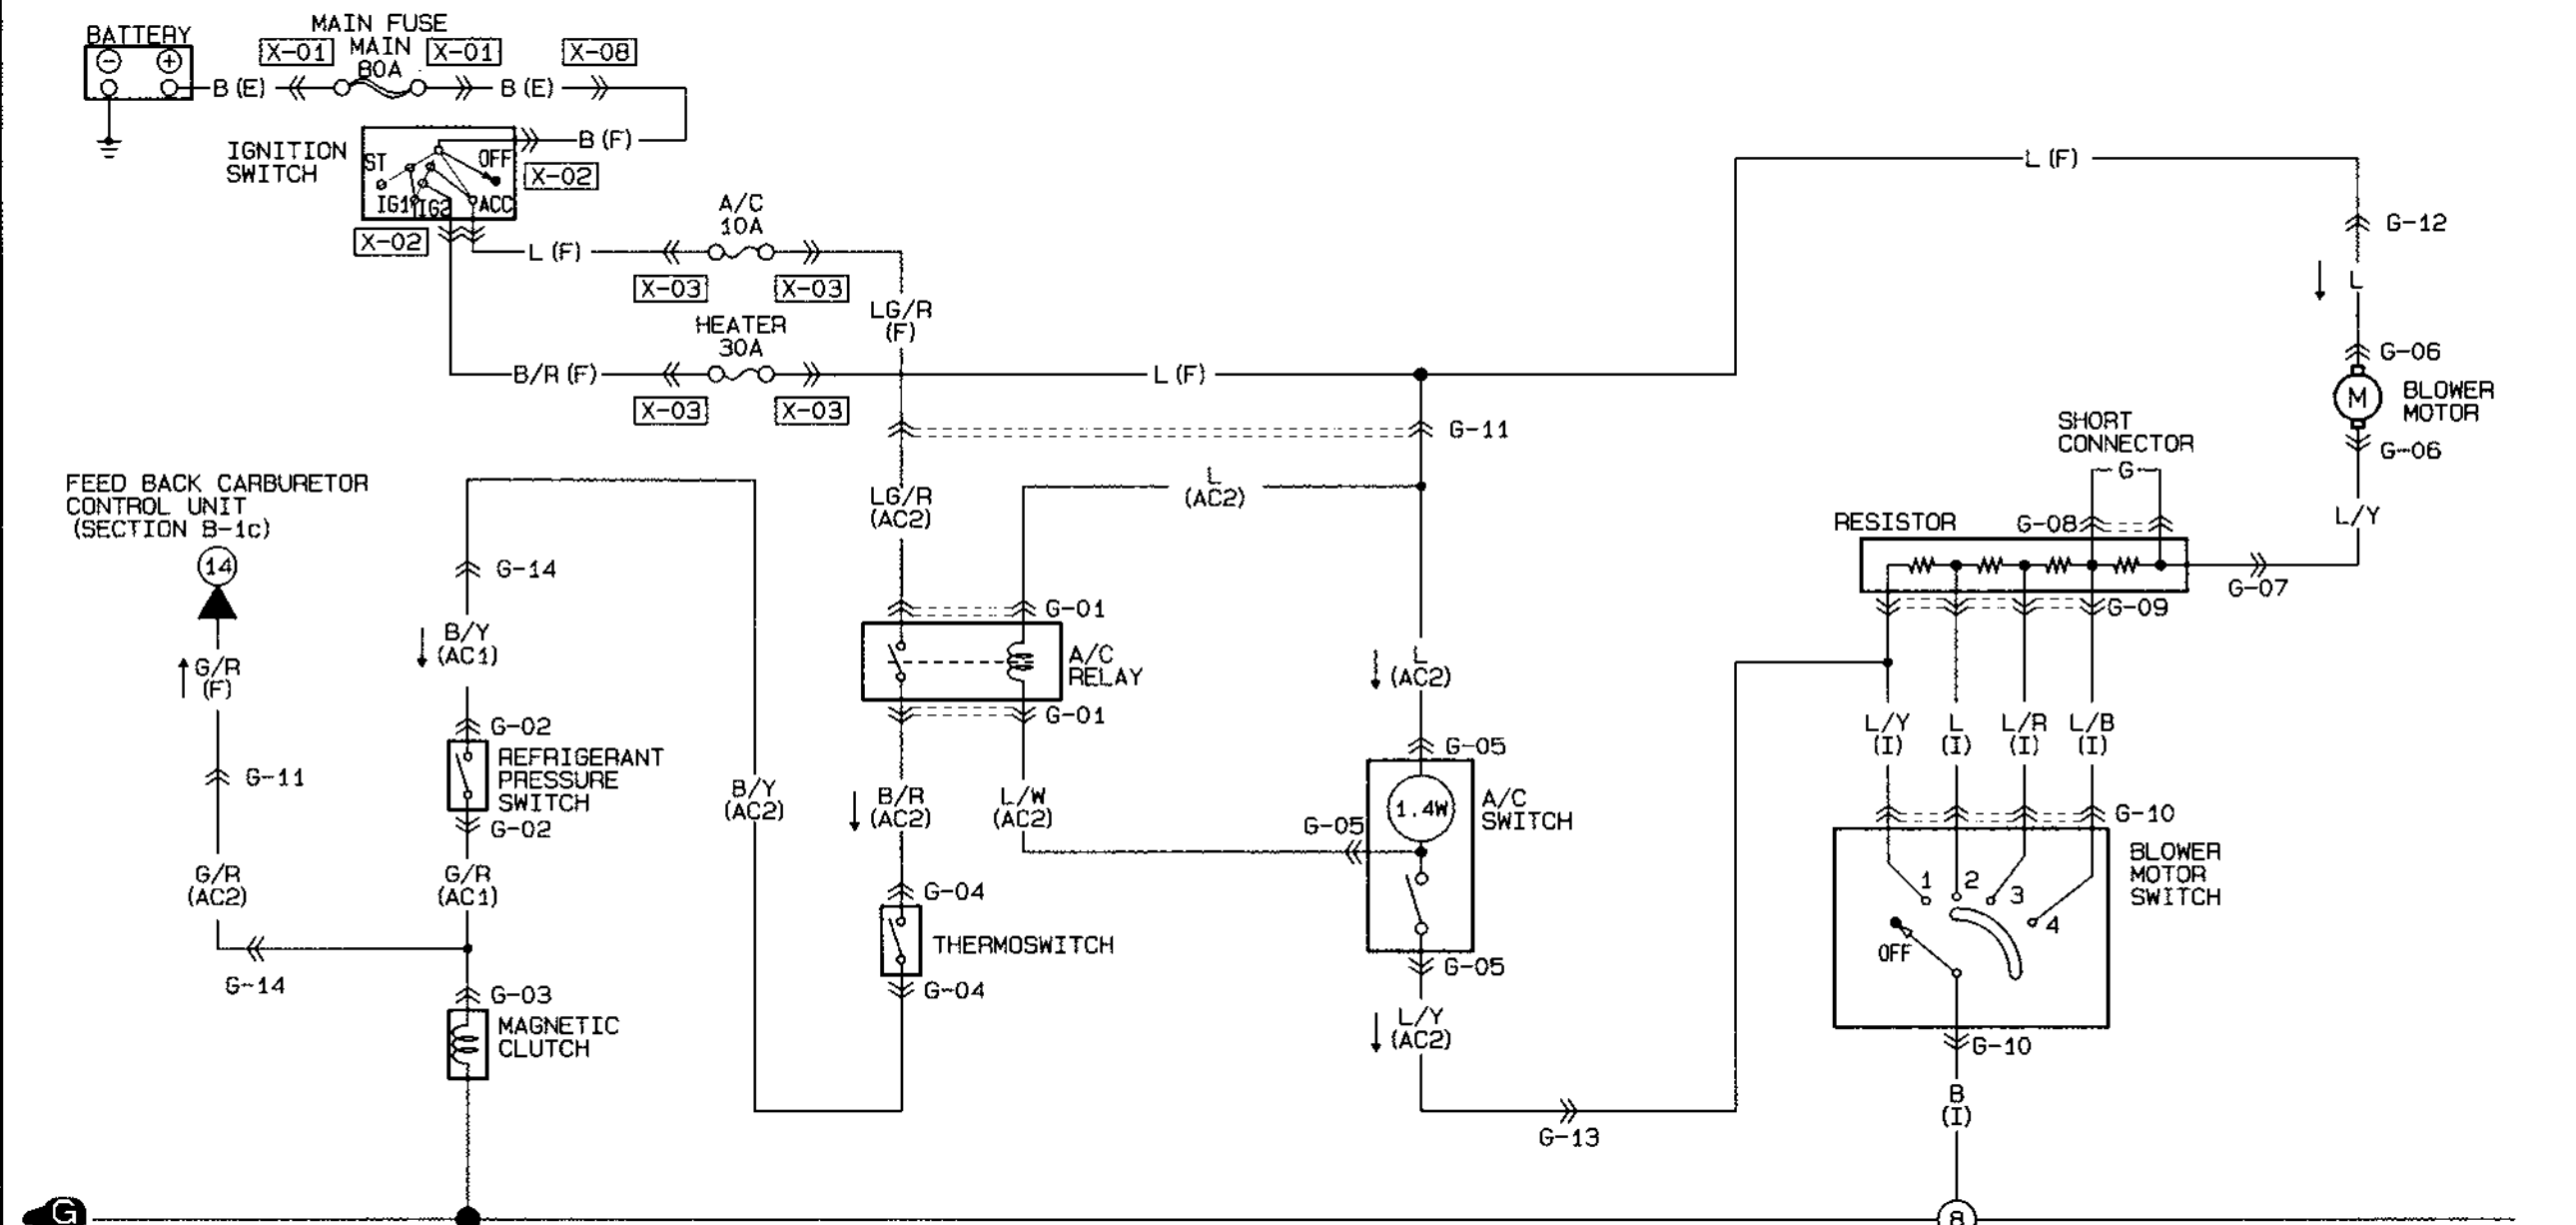 BATTERY
MAIN FUSE
MAIN
80A
X-01
X-01
X-08
B (E)
B (E)
B (F)
IGNITION
SWITCH
ST
OFF
IG1
IG2
ACC
X-02
X-02
L (F)
A/C
10A
X-03
X-03
LG/R
(F)
HEATER
30A
B/R (F)
X-03
X-03
L (F)
L (F)
G-12
L
G-06
M
BLOWER
MOTOR
G-06
L/Y
G-11
SHORT
CONNECTOR
G
G-08
RESISTOR
G-07
G-09
FEED BACK CARBURETOR
CONTROL UNIT
(SECTION B-1c)
14
G/R
(F)
G-11
G/R
(AC2)
G-14
G-14
B/Y
(AC1)
G-02
REFRIGERANT
PRESSURE
SWITCH
G-02
G/R
(AC1)
G-03
MAGNETIC
CLUTCH
B/Y
(AC2)
LG/R
(AC2)
L
(AC2)
G-01
A/C
RELAY
G-01
B/R
(AC2)
L/W
(AC2)
G-04
THERMOSWITCH
G-04
L
(AC2)
G-05
1.4W
A/C
SWITCH
G-05
G-05
L/Y
(AC2)
G-13
L/Y
(I)
L
(I)
L/R
(I)
L/B
(I)
G-10
BLOWER
MOTOR
SWITCH
1
2
3
4
OFF
G-10
B
(I)
G
8